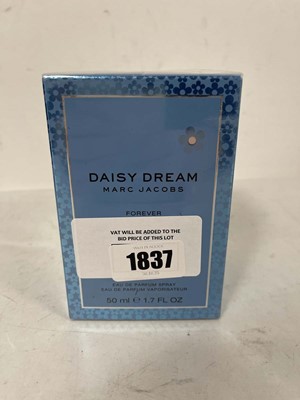 DAISY DREAM
MARC JACOBS
FOREVER
VAT WILL BE ADDED TO THE
BID PRICE OF THIS LOT
1837
EAU DE PARFUM SPRAY
EAU DE PARFUM VAPORISATEUR
50 ml ℮ 1.7 FL OZ